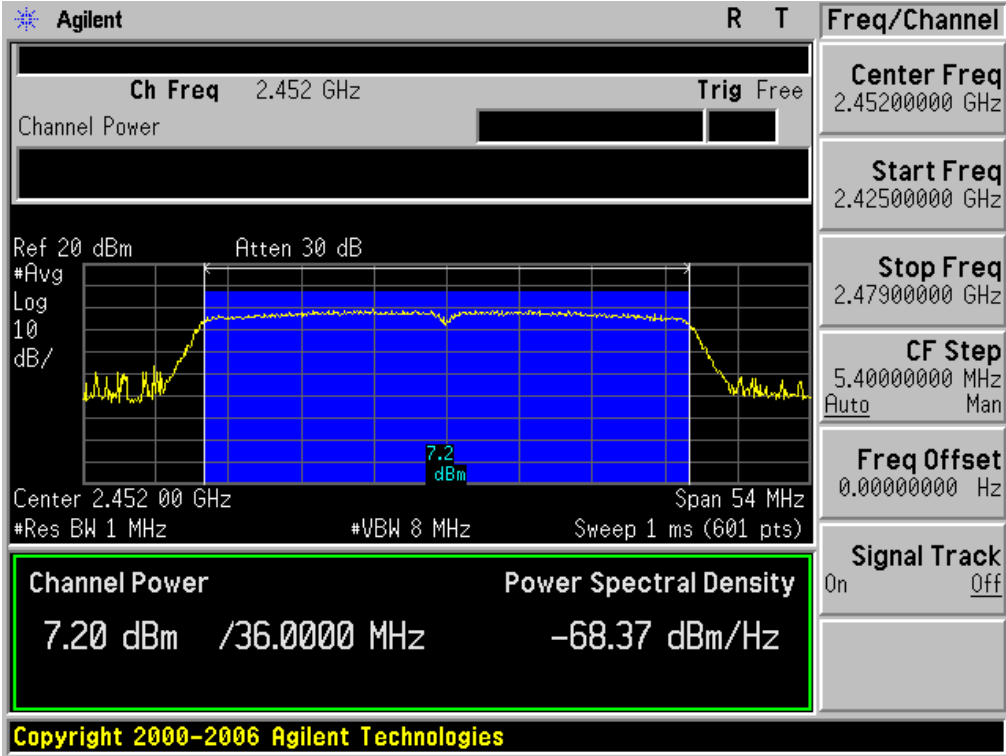 Agilent R T
Ch Freq 2.452 GHz Trig Free
Channel Power
Ref 20 dBm Atten 30 dB
#Avg
Log
10
dB/
7.2
dBm
Center 2.452 00 GHz Span 54 MHz
#Res BW 1 MHz #VBW 8 MHz Sweep 1 ms (601 pts)
Channel Power Power Spectral Density
7.20 dBm /36.0000 MHz -68.37 dBm/Hz
Copyright 2000-2006 Agilent Technologies
Freq/Channel
Center Freq
2.45200000 GHz
Start Freq
2.42500000 GHz
Stop Freq
2.47900000 GHz
CF Step
5.40000000 MHz
Auto Man
Freq Offset
0.00000000 Hz
Signal Track
On Off